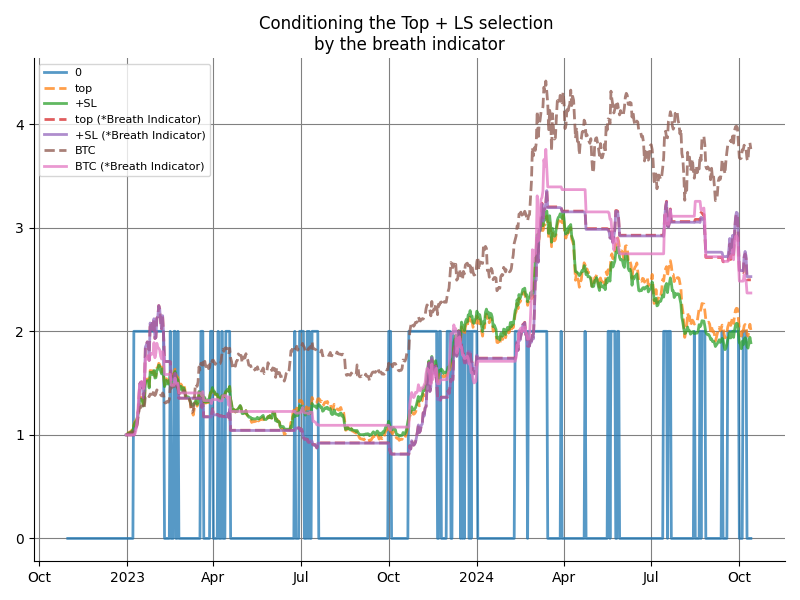 Conditioning the Top + LS selection
by the breath indicator
0
top
+SL
top (*Breath Indicator)
+SL (*Breath Indicator)
BTC
BTC (*Breath Indicator)
4
3
2
1
0
Oct
2023
Apr
Jul
Oct
2024
Apr
Jul
Oct